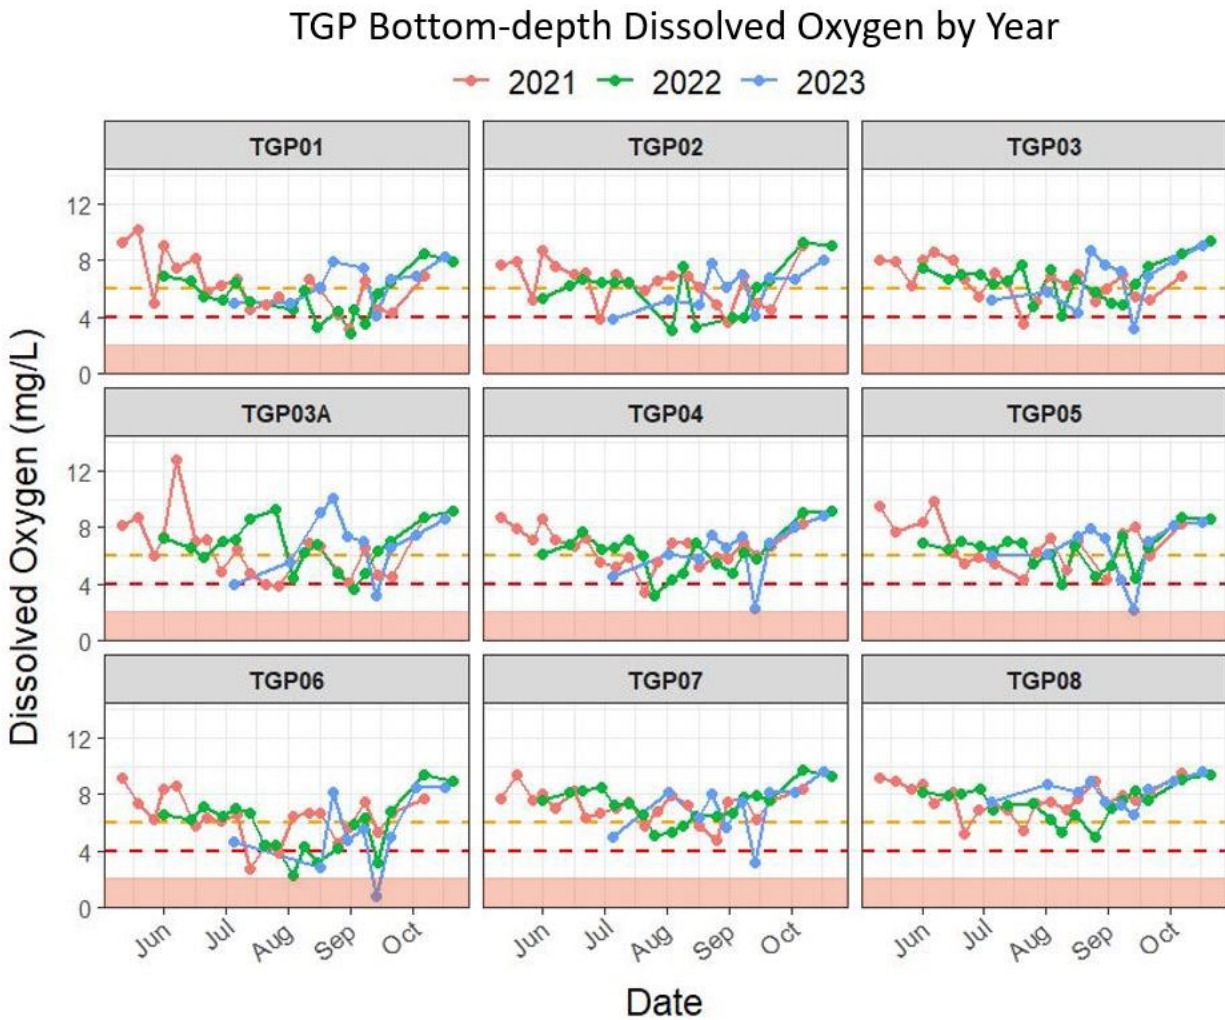 TGP Bottom-depth Dissolved Oxygen by Year
2021 2022 2023
TGP01 TGP02 TGP03
12
8
4
0
TGP03A TGP04 TGP05
12
8
4
0
TGP06 TGP07 TGP08
12
8
4
0
Dissolved Oxygen (mg/L)
Jun Jul Aug Sep Oct Jun Jul Aug Sep Oct Jun Jul Aug Sep Oct
Date